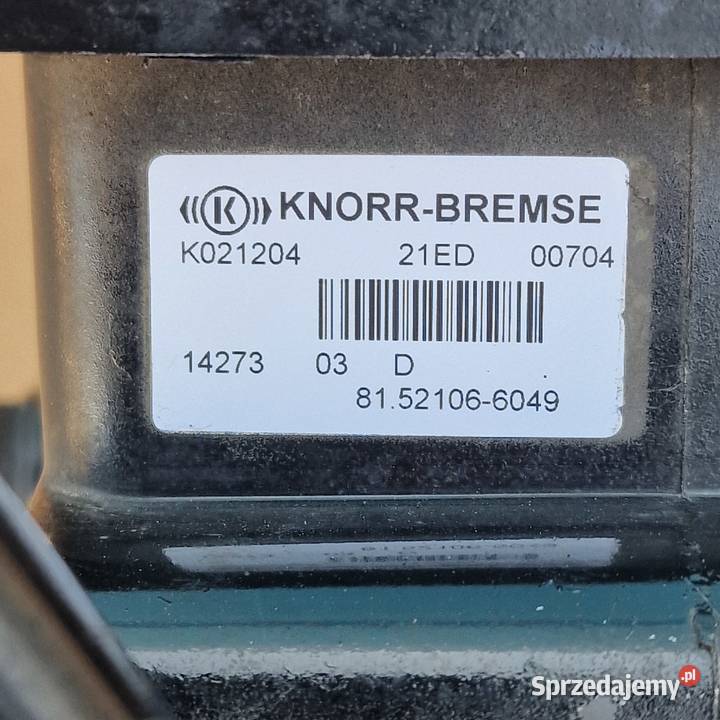 ((K)) KNORR-BREMSE
K021204 21ED 00704
14273 03 D
81.52106-6049
Sprzedajemy.pl